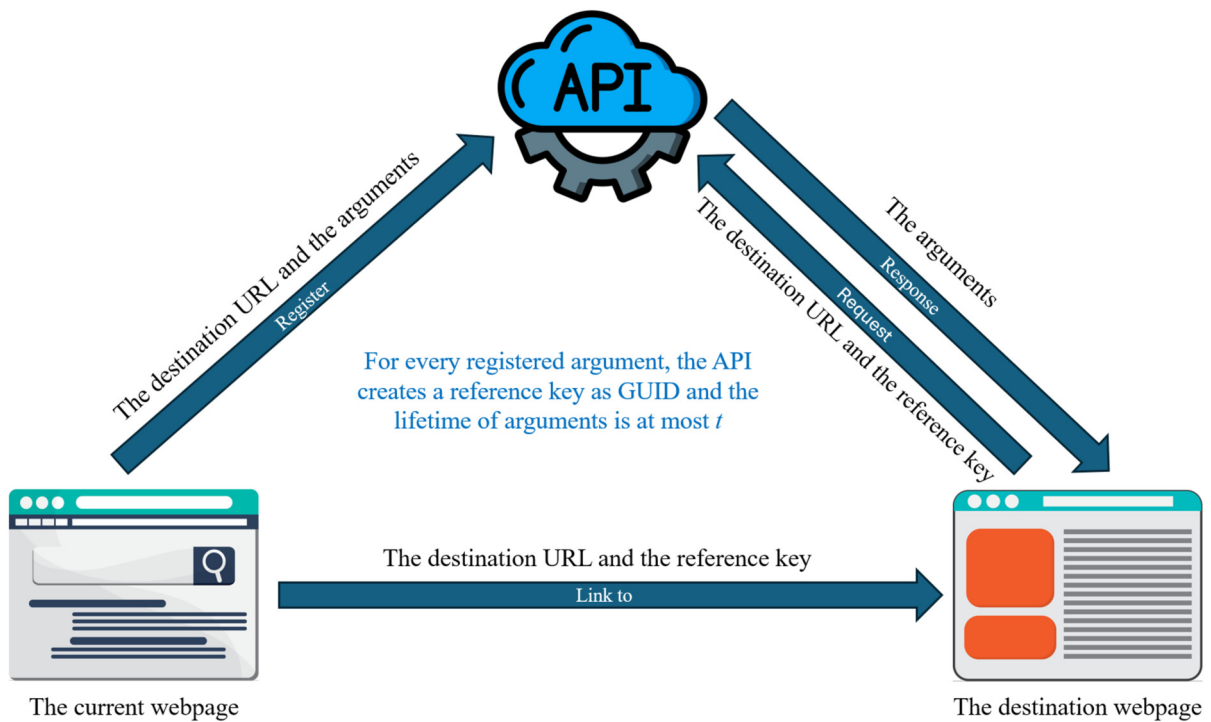 API
The destination URL and the arguments
Register
The arguments
Response
Request
The destination URL and the reference key
For every registered argument, the API
creates a reference key as GUID and the
lifetime of arguments is at most t
The destination URL and the reference key
Link to
The current webpage
The destination webpage